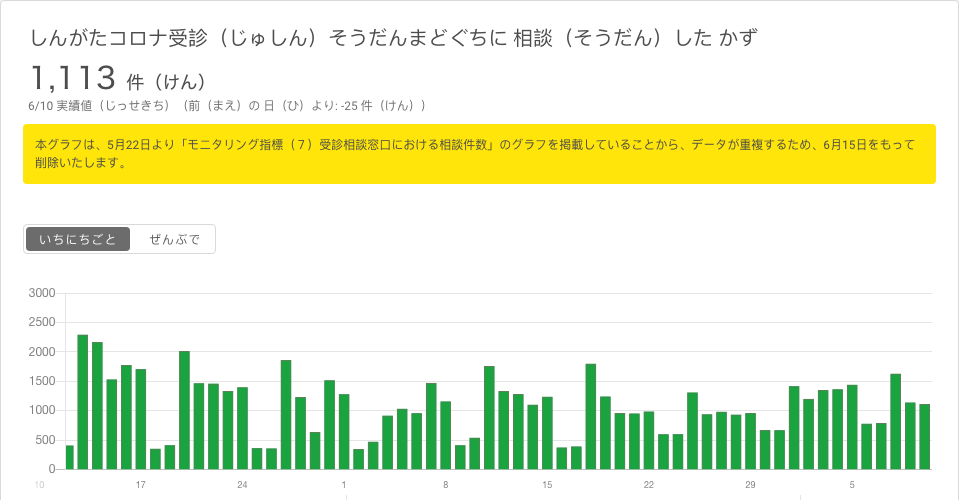 しんがたコロナ受診（じゅしん）そうだんまどぐちに 相談（そうだん）した かず
1,113 件（けん）
6/10 実績値（じっせきち）（前（まえ）の 日（ひ）より: -25 件（けん））
本グラフは、5月22日より「モニタリング指標（７）受診相談窓口における相談件数」のグラフを掲載していることから、データが重複するため、6月15日をもって
削除いたします。
いちにちごと ぜんぶで
3000
2500
2000
1500
1000
500
0
10 17 24 1 8 15 22 29 5